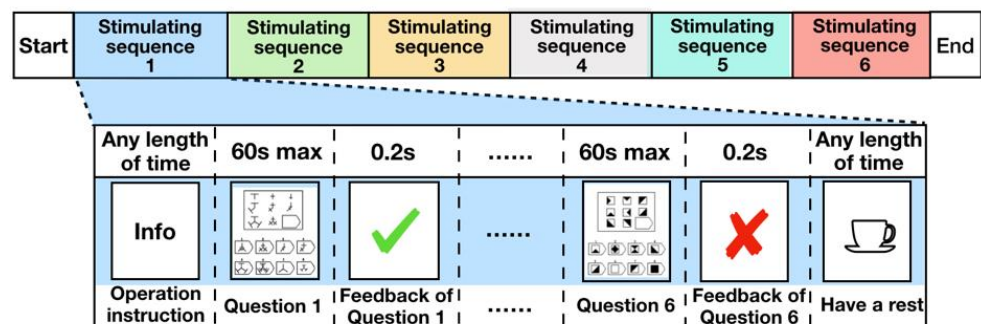 Start
Stimulating
sequence
1
Stimulating
sequence
2
Stimulating
sequence
3
Stimulating
sequence
4
Stimulating
sequence
5
Stimulating
sequence
6
End
Any length
of time
60s max
0.2s
......
60s max
0.2s
Any length
of time
Info
......
Operation
instruction
Question 1
Feedback of
Question 1
......
Question 6
Feedback of
Question 6
Have a rest